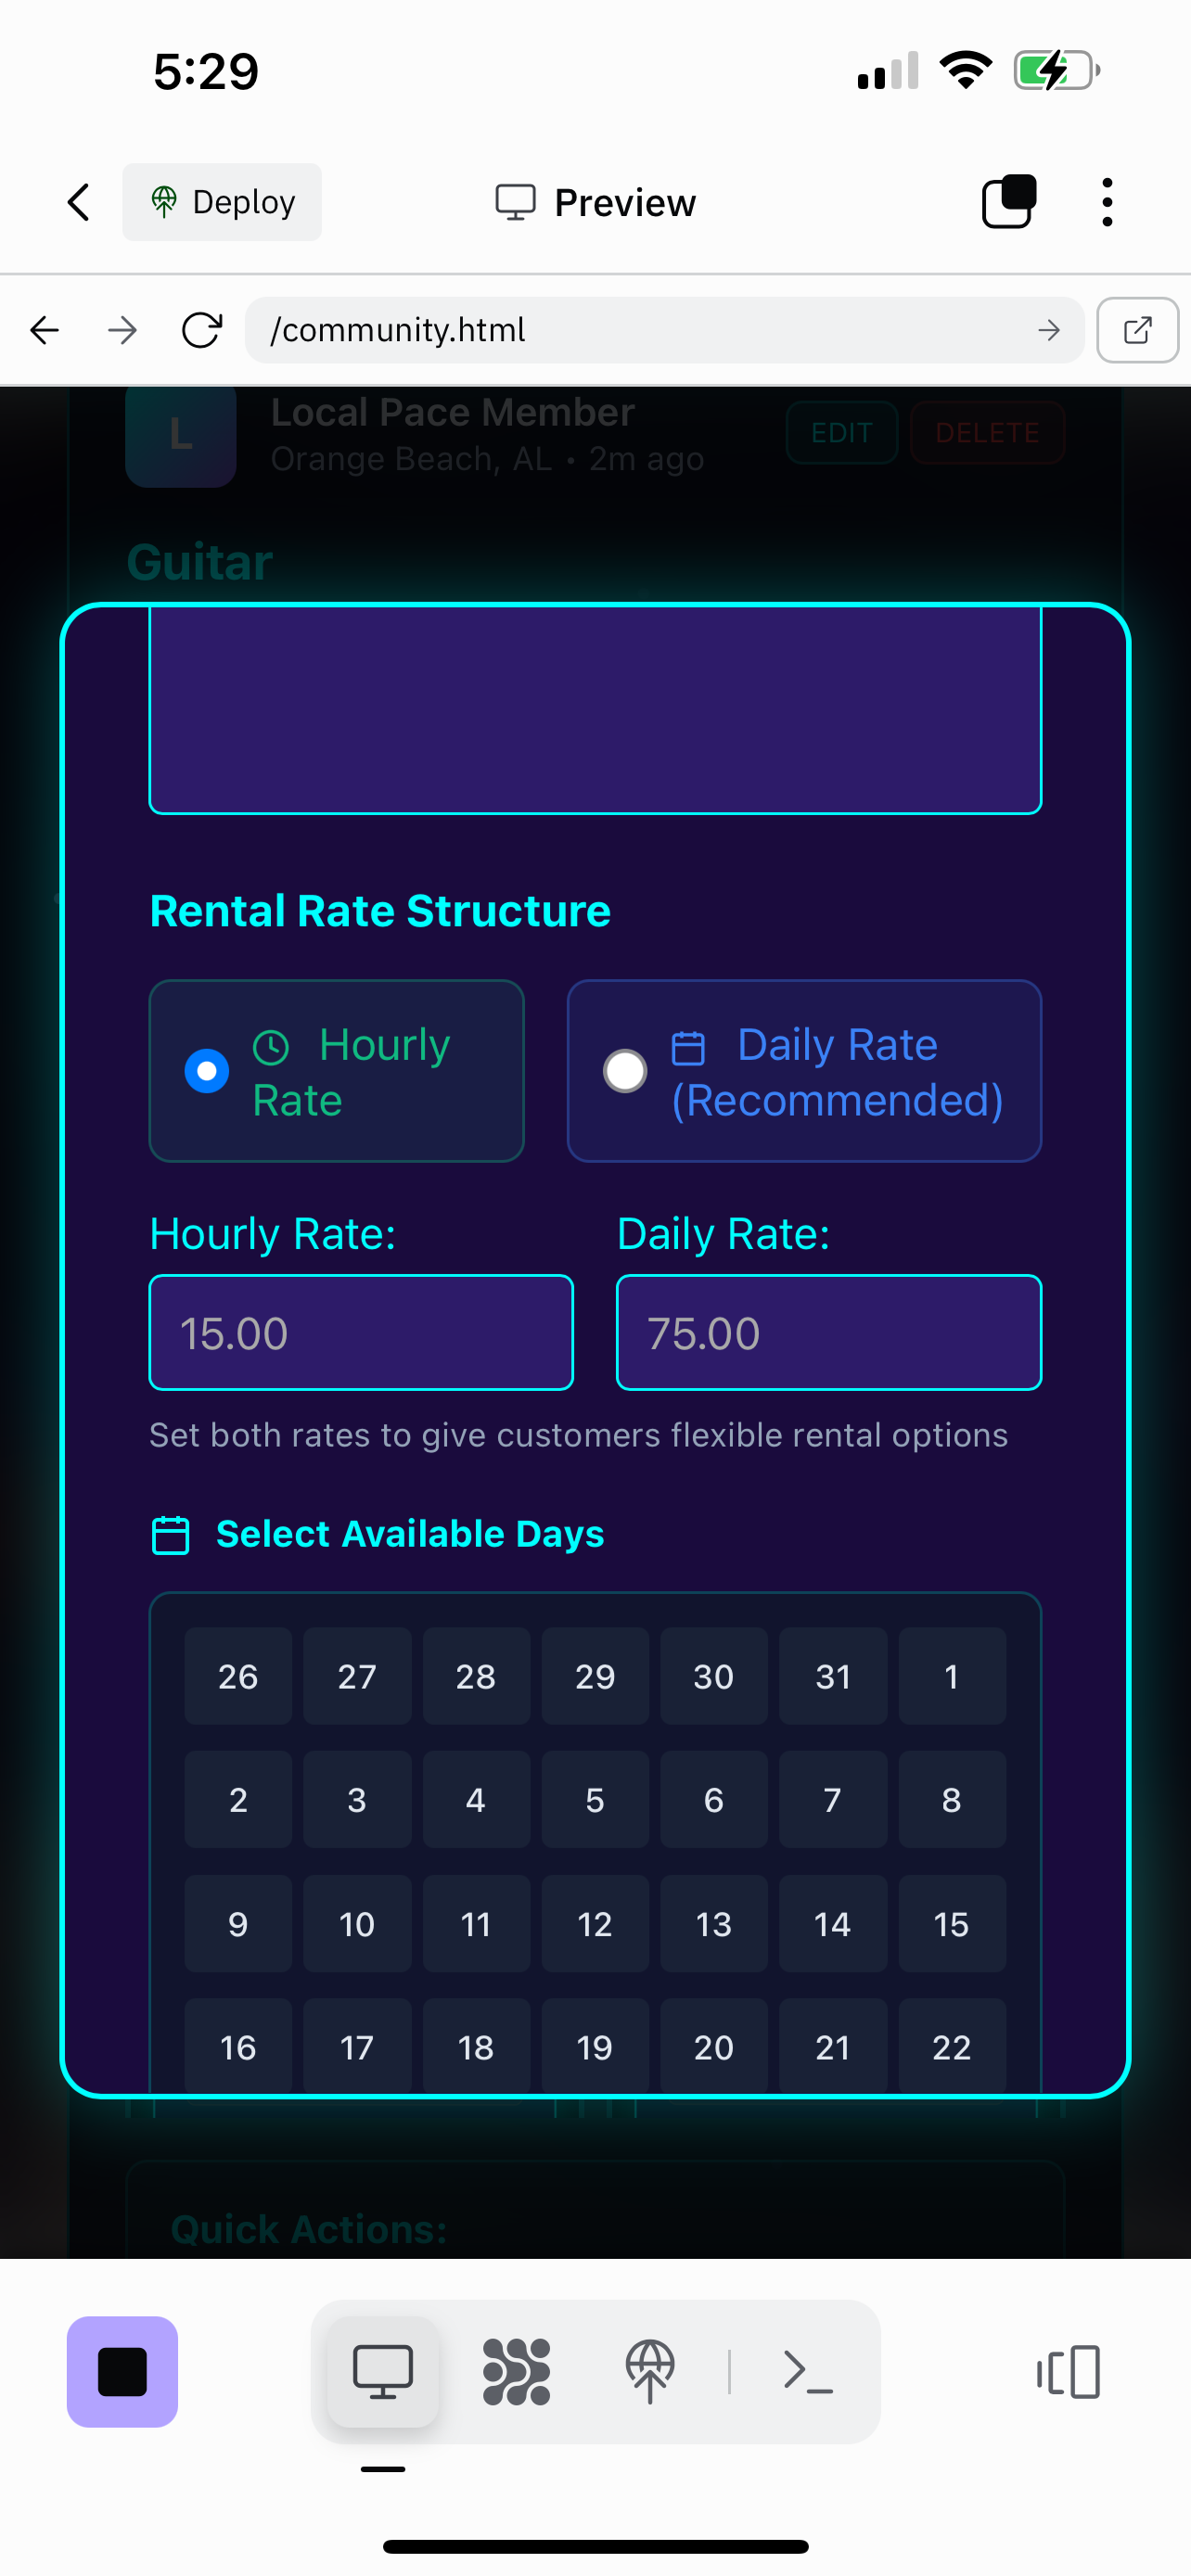 5:29
Deploy
Preview
/community.html
L
Local Pace Member
Orange Beach, AL • 2m ago
EDIT
DELETE
Guitar
Rental Rate Structure
Hourly
Rate
Daily Rate
(Recommended)
Hourly Rate:
Daily Rate:
15.00
75.00
Set both rates to give customers flexible rental options
Select Available Days
26 27 28 29 30 31 1
2 3 4 5 6 7 8
9 10 11 12 13 14 15
16 17 18 19 20 21 22
Quick Actions: